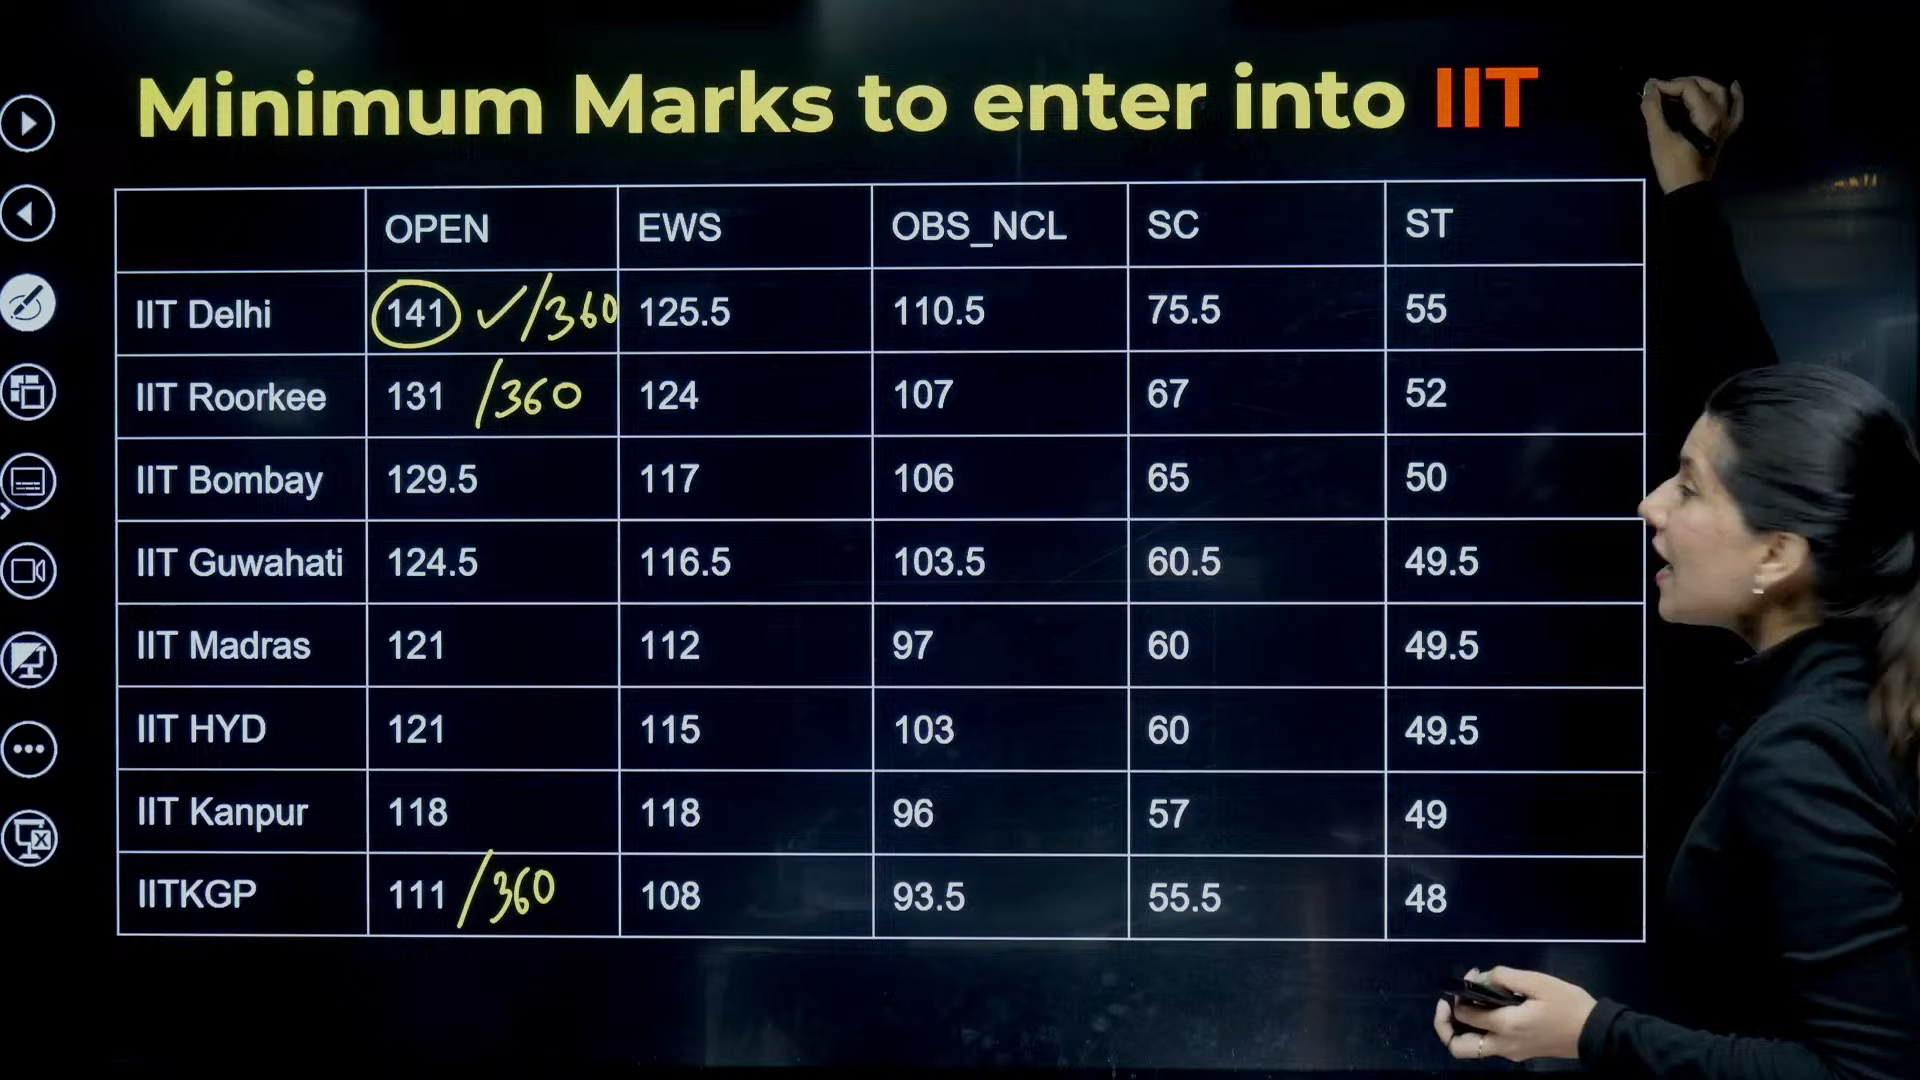 Minimum Marks to enter into IIT
OPEN EWS OBS_NCL SC ST
IIT Delhi 141 ✓/360 125.5 110.5 75.5 55
IIT Roorkee 131 /360 124 107 67 52
IIT Bombay 129.5 117 106 65 50
IIT Guwahati 124.5 116.5 103.5 60.5 49.5
IIT Madras 121 112 97 60 49.5
IIT HYD 121 115 103 60 49.5
IIT Kanpur 118 118 96 57 49
IITKGP 111 /360 108 93.5 55.5 48